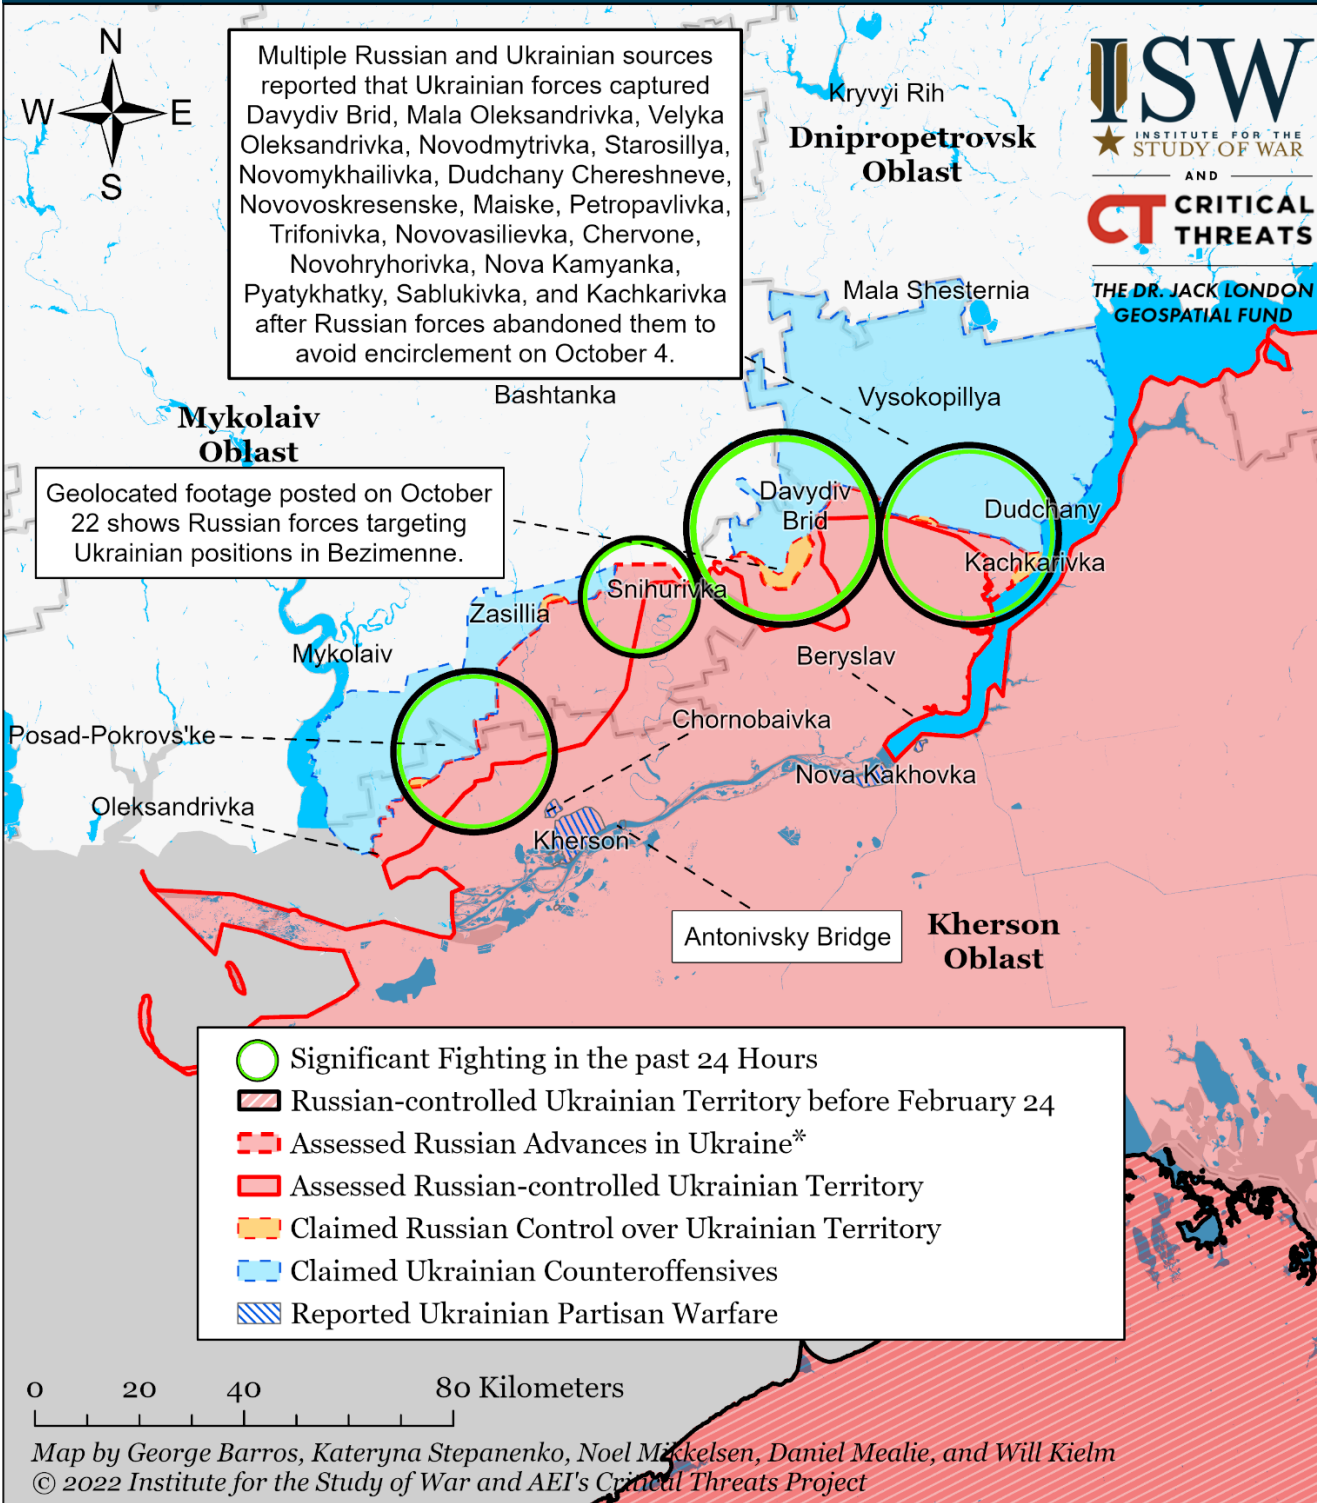 N
W
E
S
Multiple Russian and Ukrainian sources
reported that Ukrainian forces captured
Davydiv Brid, Mala Oleksandrivka, Velyka
Oleksandrivka, Novodmytrivka, Starosillya,
Novomykhailivka, Dudchany Chereshneve,
Novovoskresenske, Maiske, Petropavlivka,
Trifonivka, Novovasilievka, Chervone,
Novohryhorivka, Nova Kamyanka,
Pyatykhatky, Sablukivka, and Kachkarivka
after Russian forces abandoned them to
avoid encirclement on October 4.
Kryvyi Rih
Dnipropetrovsk
Oblast
ISW
INSTITUTE FOR THE
STUDY OF WAR
AND
CT CRITICAL
THREATS
THE DR. JACK LONDON
GEOSPATIAL FUND
Mala Shesternia
Bashtanka
Vysokopillya
Mykolaiv
Oblast
Geolocated footage posted on October
22 shows Russian forces targeting
Ukrainian positions in Bezimenne.
Davydiv
Brid
Dudchany
Kachkarivka
Snihurivka
Zasillia
Mykolaiv
Beryslav
Chornobaivka
Posad-Pokrovs'ke
Nova Kakhovka
Oleksandrivka
Kherson
Antonivsky Bridge
Kherson
Oblast
Significant Fighting in the past 24 Hours
Russian-controlled Ukrainian Territory before February 24
Assessed Russian Advances in Ukraine*
Assessed Russian-controlled Ukrainian Territory
Claimed Russian Control over Ukrainian Territory
Claimed Ukrainian Counteroffensives
Reported Ukrainian Partisan Warfare
0 20 40 80 Kilometers
Map by George Barros, Kateryna Stepanenko, Noel Mikkelsen, Daniel Mealie, and Will Kielm
© 2022 Institute for the Study of War and AEI's Critical Threats Project